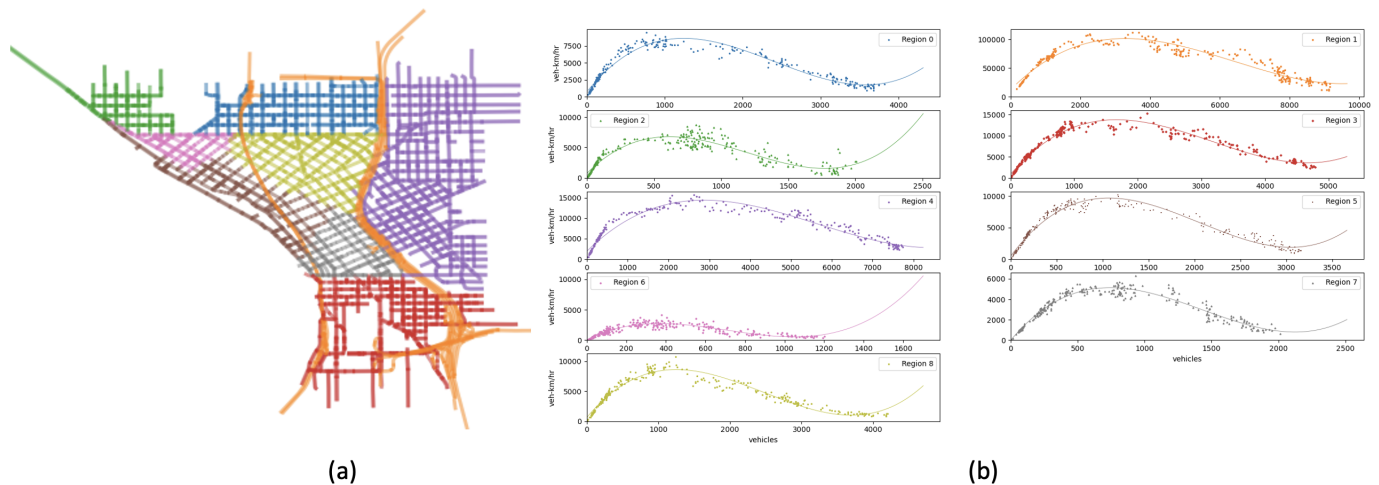 veh-km/hr
7500
5000
2500
0
0 1000 2000 3000 4000
Region 0
100000
50000
0
0 2000 4000 6000 8000 10000
Region 1
veh-km/hr
10000
5000
0
0 500 1000 1500 2000 2500
Region 2
15000
10000
5000
0
0 1000 2000 3000 4000 5000
Region 3
veh-km/hr
15000
10000
5000
0
0 1000 2000 3000 4000 5000 6000 7000 8000
Region 4
10000
5000
0
0 500 1000 1500 2000 2500 3000 3500
Region 5
veh-km/hr
10000
5000
0
0 200 400 600 800 1000 1200 1400 1600
Region 6
6000
4000
2000
0
0 500 1000 1500 2000 2500
Region 7
vehicles
veh-km/hr
10000
5000
0
0 1000 2000 3000 4000
Region 8
vehicles
(a) (b)